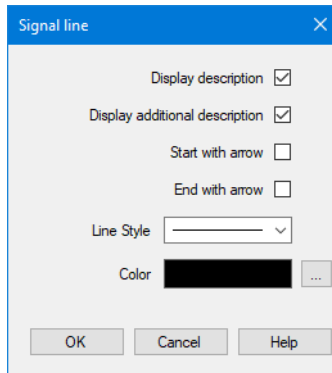 Signal line
Display description
Display additional description
Start with arrow
End with arrow
Line Style
Color ...
OK Cancel Help